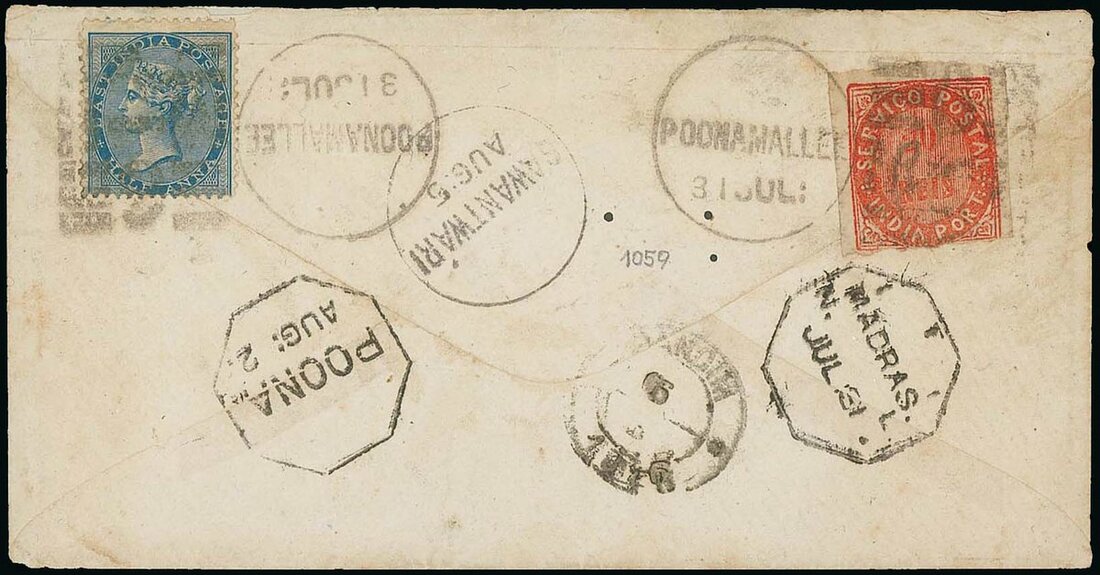 EAST INDIA POSTAGE
HALF ANNA
31 JUL:
POONAMALLEE
SAWANTWARI
AUG: 5
POONAMALLEE
31 JUL:
SERVIÇO POSTAL
INDIA PORT.
1059
POONA
AUG: 2.
MADRAS.
N.
JUL. 31
T
L